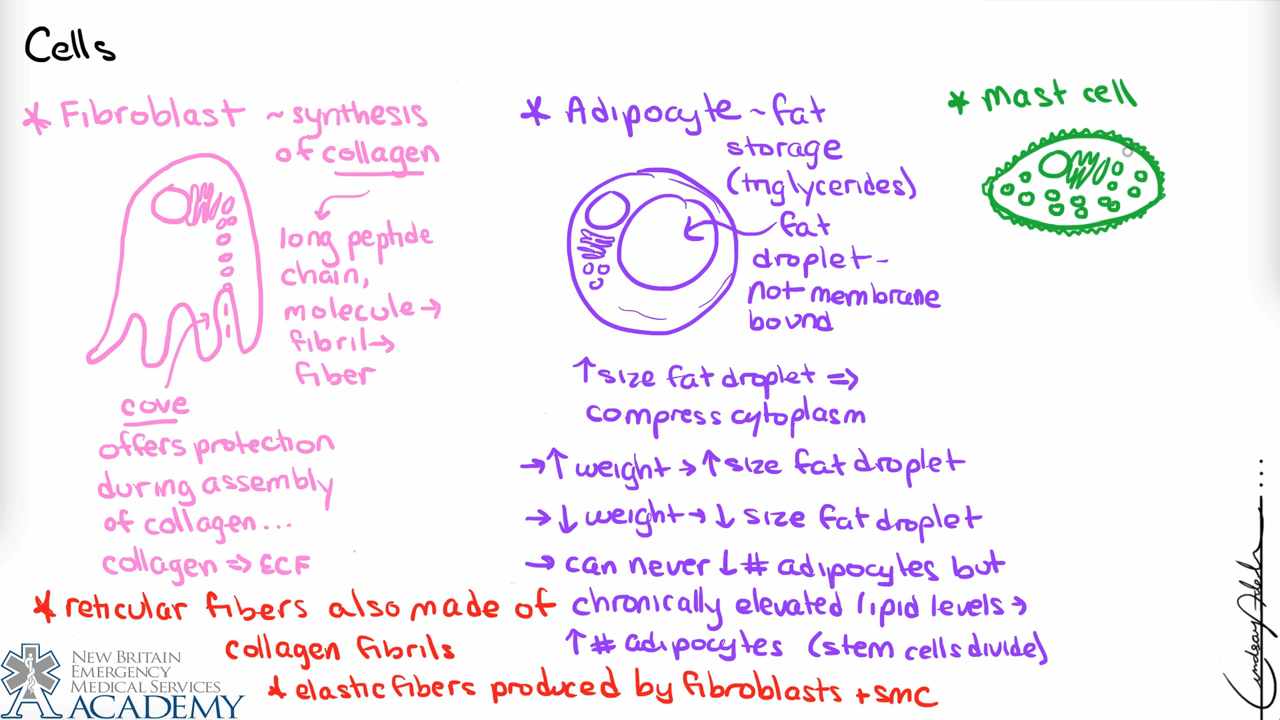 Cells
* Fibroblast ~ synthesis
of collagen
long peptide
chain,
molecule →
fibril →
fiber
cove
offers protection
during assembly
of collagen...
collagen ⇒ ECF
* Adipocyte ~ fat
storage
(triglycerides)
fat
droplet -
not membrane
bound
↑ size fat droplet ⇒
compress cytoplasm
→ ↑ weight → ↑ size fat droplet
→ ↓ weight → ↓ size fat droplet
→ can never ↓ # adipocytes but
chronically elevated lipid levels →
↑ # adipocytes (stem cells divide)
* mast cell
* reticular fibers also made of
collagen fibrils
* elastic fibers produced by fibroblasts + smc
NEW BRITAIN
EMERGENCY
MEDICAL SERVICES
ACADEMY